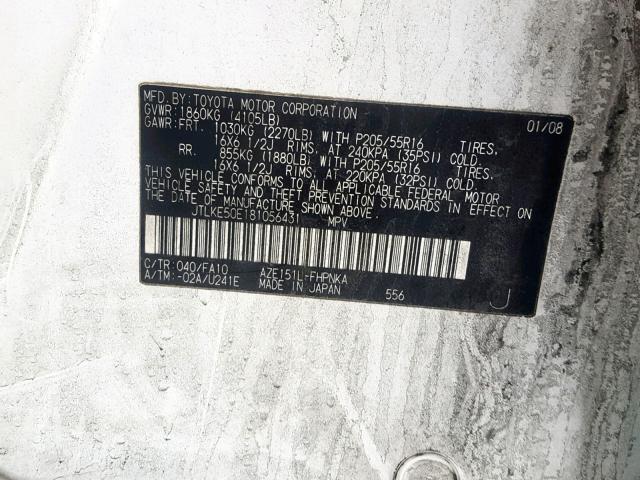 MFD. BY: TOYOTA MOTOR CORPORATION 01/08
GVWR: 1860KG (4105LB)
GAWR: FRT. 1030KG (2270LB) WITH P205/55R16 TIRES,
16X6 1/2J RIMS, AT 240KPA (35PSI) COLD.
RR. 855KG (1880LB) WITH P205/55R16 TIRES,
16X6 1/2J RIMS, AT 220KPA (32PSI) COLD.
THIS VEHICLE CONFORMS TO ALL APPLICABLE FEDERAL MOTOR
VEHICLE SAFETY AND THEFT PREVENTION STANDARDS IN EFFECT ON
THE DATE OF MANUFACTURE SHOWN ABOVE.
JTLKE50E181056431 MPV
C/TR: 040/FA10 AZE151L-FHPNKA
A/TM: -02A/U241E MADE IN JAPAN 556 J